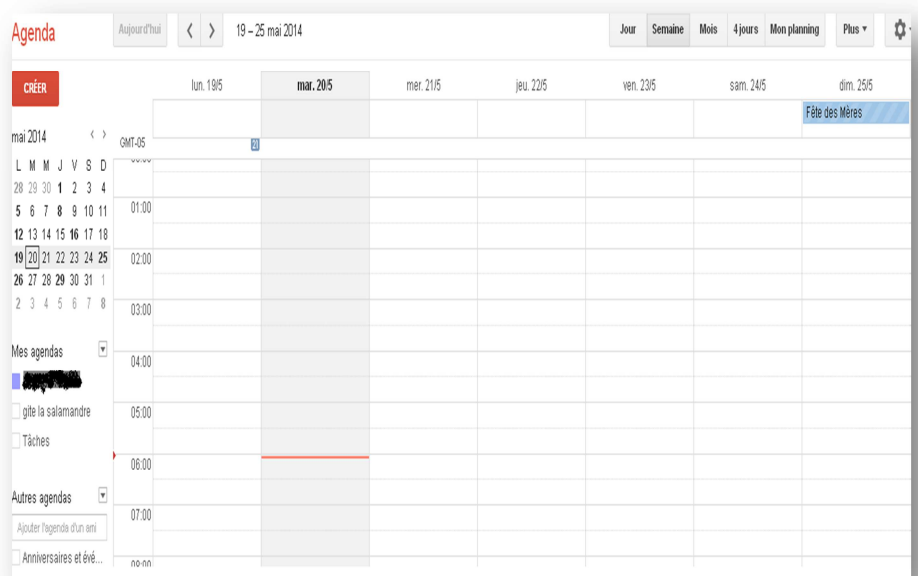 Agenda
Aujourd'hui
19 – 25 mai 2014
Jour Semaine Mois 4 jours Mon planning Plus
CRÉER
lun. 19/5 mar. 20/5 mer. 21/5 jeu. 22/5 ven. 23/5 sam. 24/5 dim. 25/5
Fête des Mères
mai 2014
GMT-05
21
L M M J V S D
28 29 30 1 2 3 4
5 6 7 8 9 10 11
12 13 14 15 16 17 18
19 20 21 22 23 24 25
26 27 28 29 30 31 1
2 3 4 5 6 7 8
01:00
02:00
03:00
04:00
05:00
06:00
07:00
08:00
Mes agendas
gite la salamandre
Tâches
Autres agendas
Ajouter l'agenda d'un ami
Anniversaires et évé...